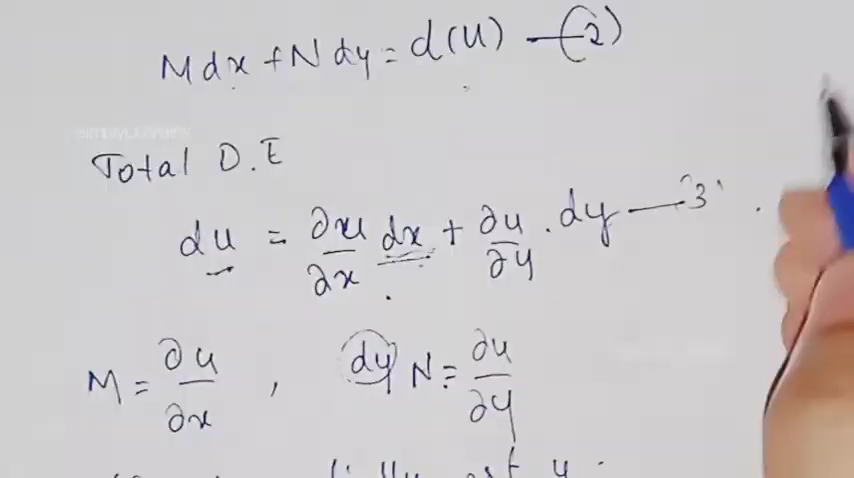 Mdx + Ndy = d(u) — (2)
Total D.E
du = ∂u/∂x dx + ∂u/∂y . dy — 3
M = ∂u/∂x , dy N = ∂u/∂y